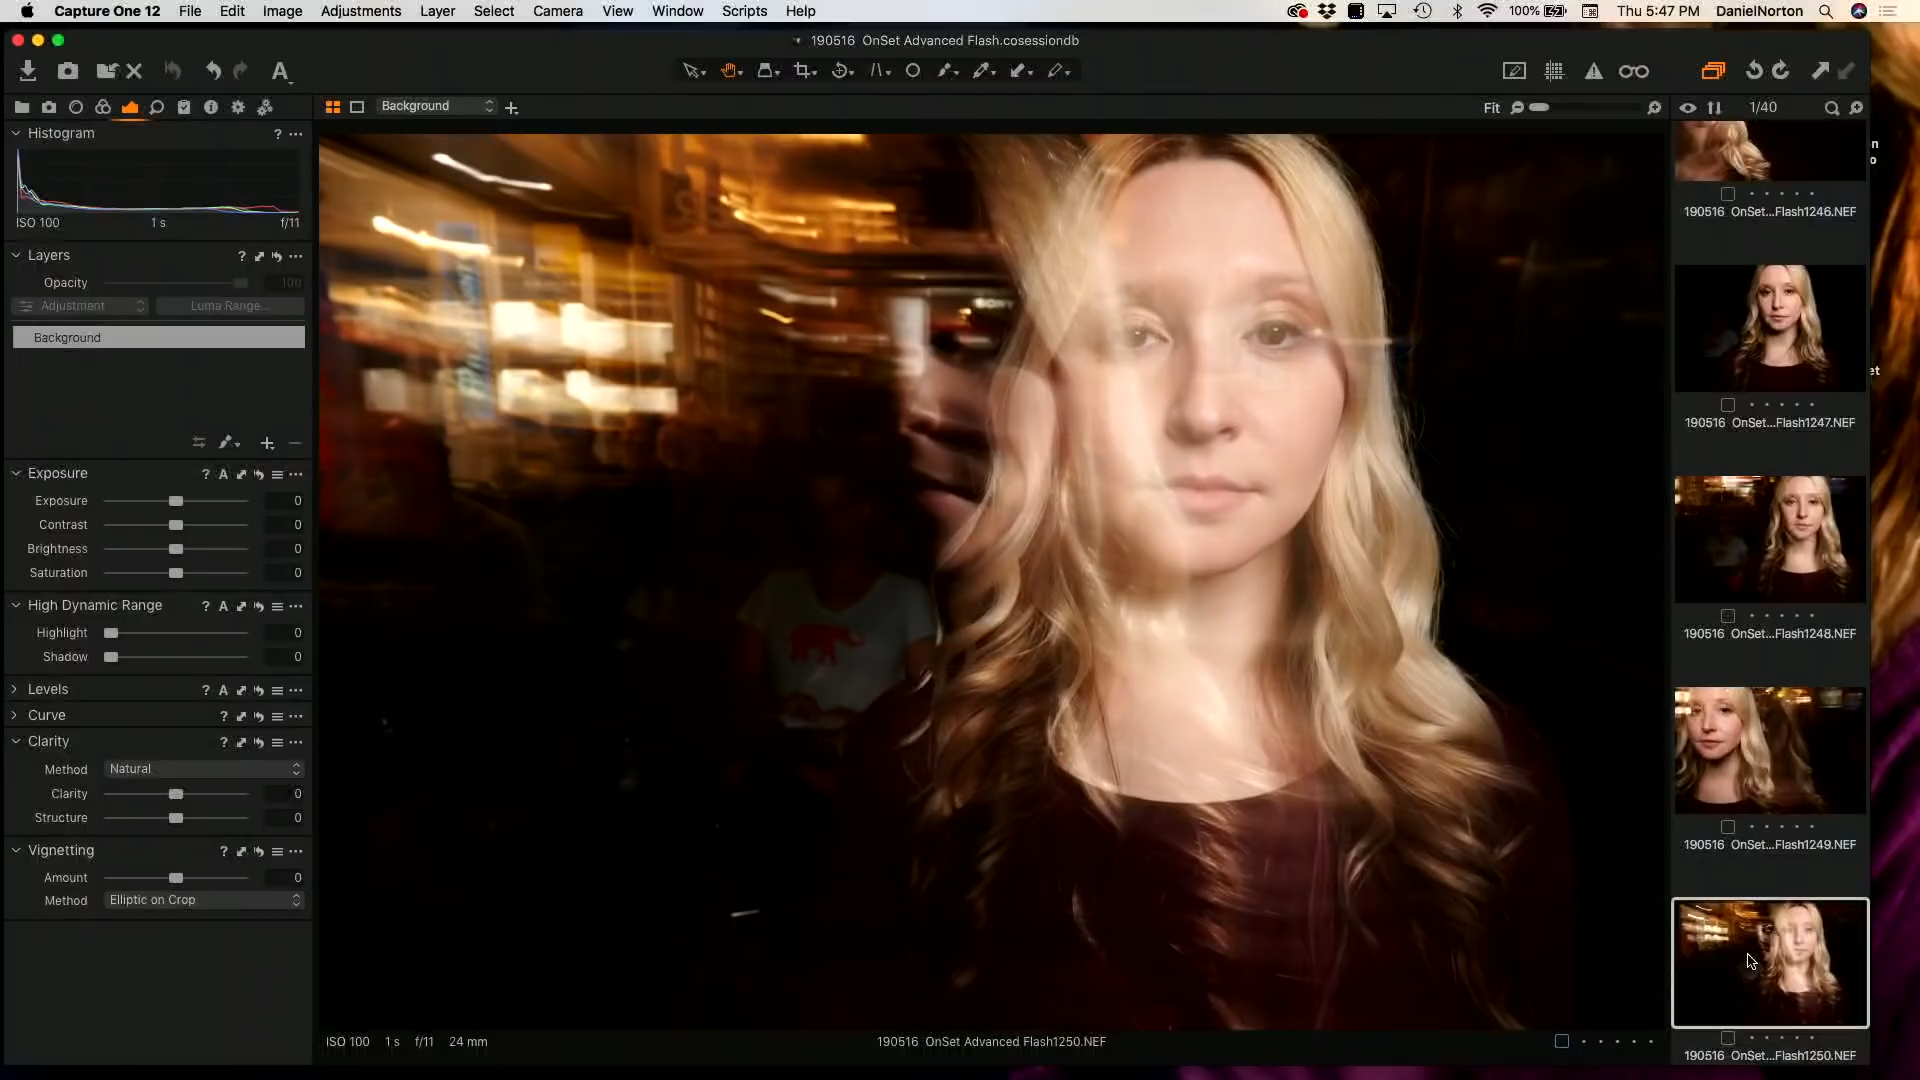 Capture One 12 File Edit Image Adjustments Layer Select Camera View Window Scripts Help 100% Thu 5:47 PM DanielNorton
190516 OnSet Advanced Flash.cosessiondb
Background
Fit
1/40
Histogram
ISO 100 1 s f/11
Layers
Opacity 100
Adjustment Luma Range...
Background
Exposure
Exposure 0
Contrast 0
Brightness 0
Saturation 0
High Dynamic Range
Highlight 0
Shadow 0
Levels
Curve
Clarity
Method Natural
Clarity 0
Structure 0
Vignetting
Amount 0
Method Elliptic on Crop
ISO 100 1 s f/11 24 mm
190516 OnSet Advanced Flash1250.NEF
190516 OnSet...Flash1246.NEF
190516 OnSet...Flash1247.NEF
190516 OnSet...Flash1248.NEF
190516 OnSet...Flash1249.NEF
190516 OnSet...Flash1250.NEF